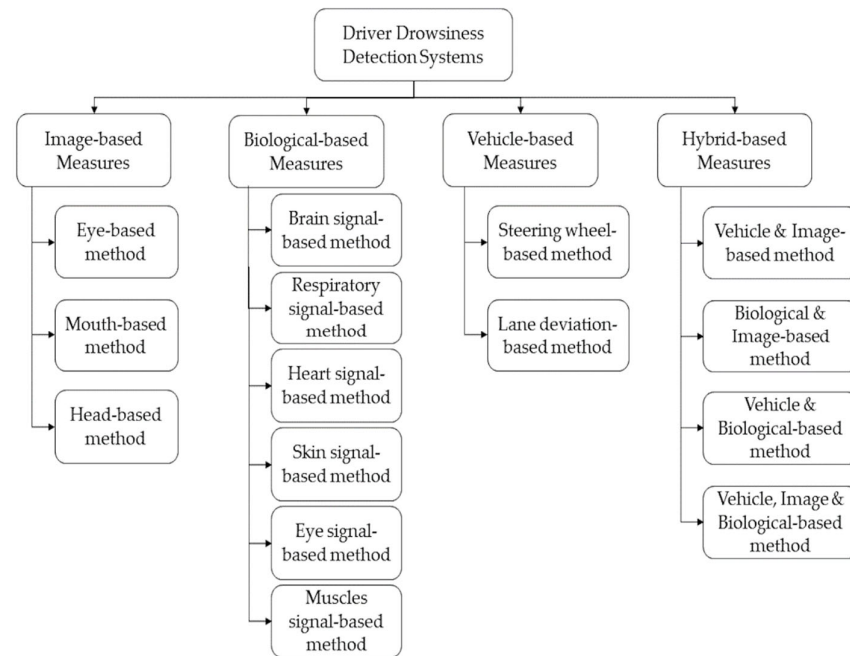 Driver Drowsiness
Detection Systems
Image-based
Measures
Eye-based
method
Mouth-based
method
Head-based
method
Biological-based
Measures
Brain signal-
based method
Respiratory
signal-based
method
Heart signal-
based method
Skin signal-
based method
Eye signal-
based method
Muscles
signal-based
method
Vehicle-based
Measures
Steering wheel-
based method
Lane deviation-
based method
Hybrid-based
Measures
Vehicle & Image-
based method
Biological &
Image-based
method
Vehicle &
Biological-based
method
Vehicle, Image &
Biological-based
method